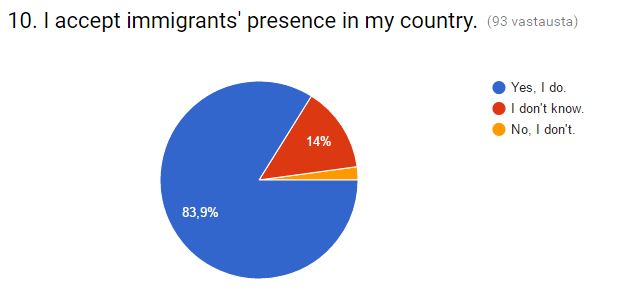 10. I accept immigrants' presence in my country. (93 vastausta)
Yes, I do.
I don't know.
No, I don't.
14%
83,9%